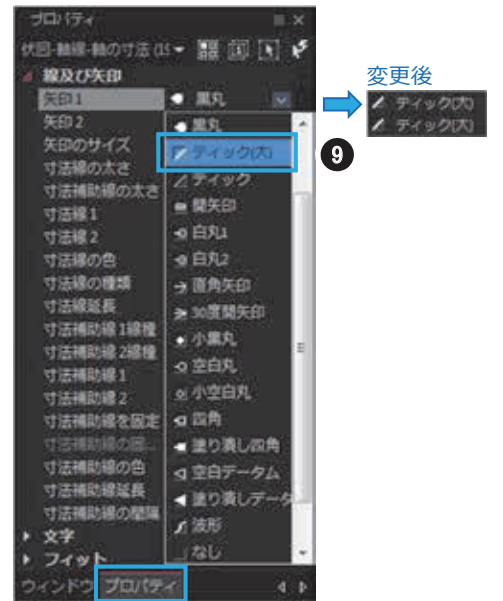 プロパティ
伏図-軸線-軸の寸法 (1
線及び矢印
矢印1 黒丸
矢印2 黒丸
矢印のサイズ ティック(大)
寸法線の太さ ティック
寸法補助線の太さ 開矢印
寸法線1 白丸1
寸法線2 白丸2
寸法線の色 直角矢印
寸法線の種類 30度開矢印
寸法線延長 小黒丸
寸法補助線1線種 空白丸
寸法補助線2線種 小空白丸
寸法補助線1 四角
寸法補助線2 塗り潰し四角
寸法補助線を固定 空白データム
寸法補助線の固... 塗り潰しデータ
寸法補助線の色 波形
寸法補助線延長 なし
寸法補助線の間隔
文字
フィット
ウィンドウ プロパティ
変更後
ティック(大)
ティック(大)
9